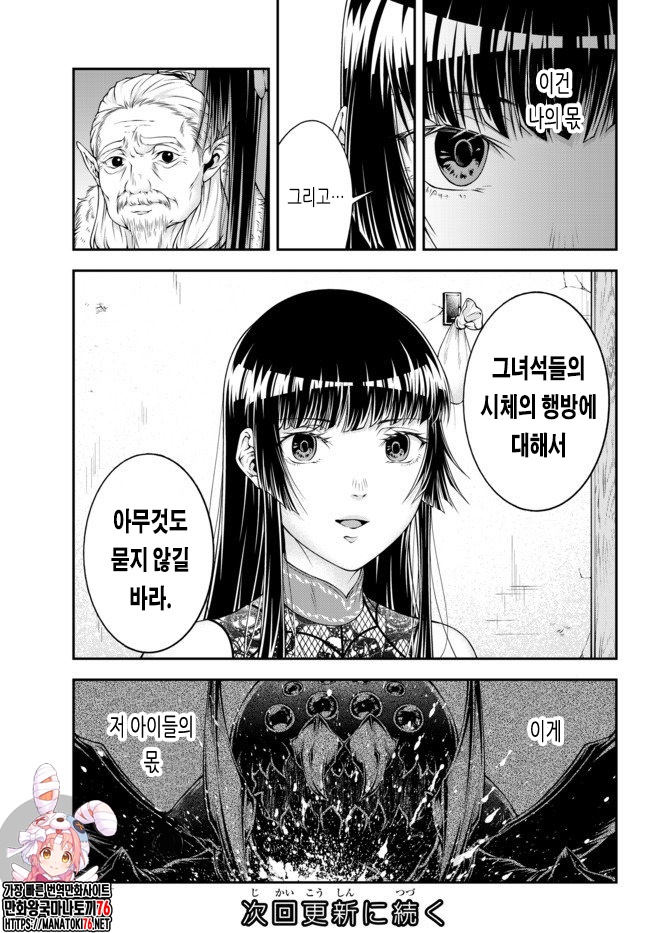 이건
나의 몫
그리고…
그녀석들의
시체의 행방에
대해서
아무것도
묻지 않길
바라.
이게
저 아이들의
몫
가장 빠른 번역만화사이트
만화왕국마나토끼76
HTTPS://MANATOKI76.NET
じ かい こう しん つづ
次回更新に続く